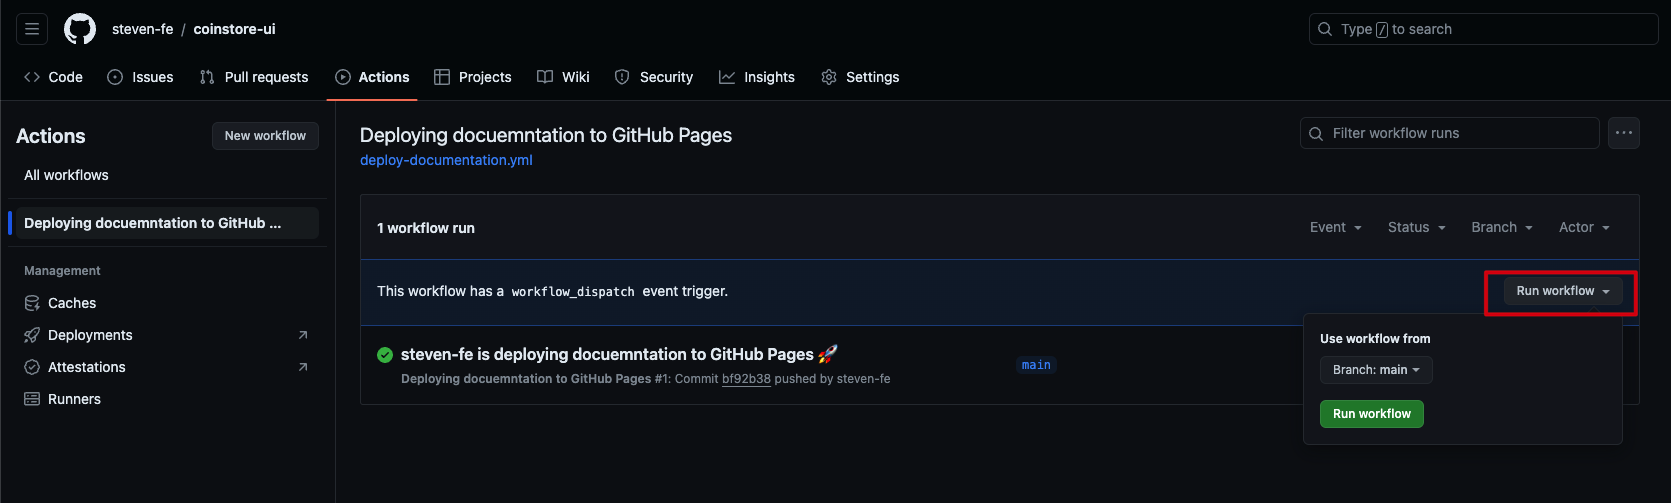 steven-fe / coinstore-ui
Type / to search
Code Issues Pull requests Actions Projects Wiki Security Insights Settings
Actions
New workflow
All workflows
Deploying docuemntation to GitHub ...
Management
Caches
Deployments
Attestations
Runners
Deploying docuemntation to GitHub Pages
deploy-documentation.yml
Filter workflow runs
1 workflow run
Event Status Branch Actor
This workflow has a workflow_dispatch event trigger.
Run workflow
steven-fe is deploying docuemntation to GitHub Pages 🚀
main
Deploying docuemntation to GitHub Pages #1: Commit bf92b38 pushed by steven-fe
Use workflow from
Branch: main
Run workflow